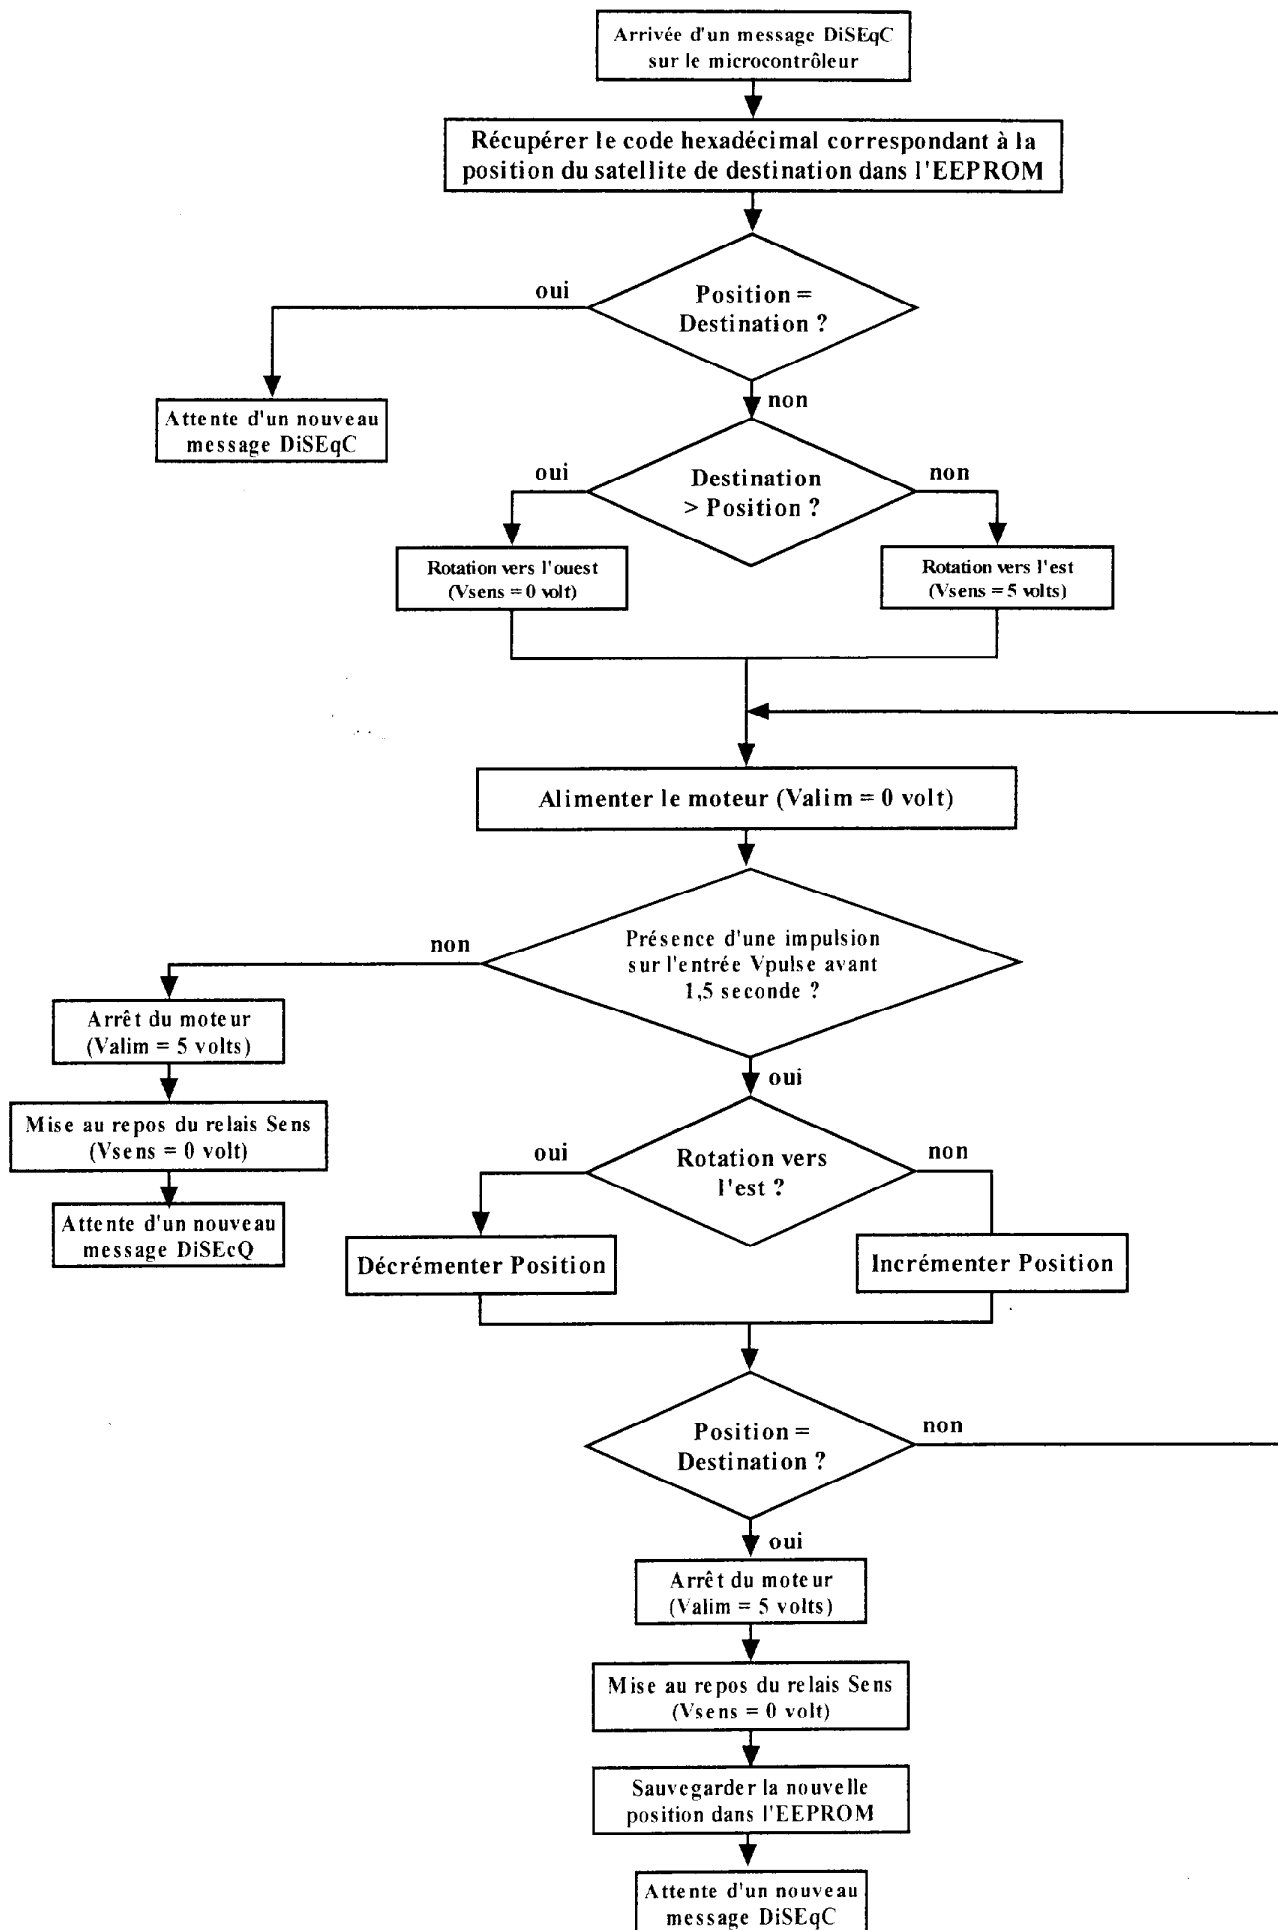 Arrivée d'un message DiSEqC
sur le microcontrôleur
Récupérer le code hexadécimal correspondant à la
position du satellite de destination dans l'EEPROM
oui
Position =
Destination ?
non
Attente d'un nouveau
message DiSEqC
oui
Destination
> Position ?
non
Rotation vers l'ouest
(Vsens = 0 volt)
Rotation vers l'est
(Vsens = 5 volts)
Alimenter le moteur (Valim = 0 volt)
non
Présence d'une impulsion
sur l'entrée Vpulse avant
1,5 seconde ?
Arrêt du moteur
(Valim = 5 volts)
oui
Mise au repos du relais Sens
(Vsens = 0 volt)
oui
Rotation vers
l'est ?
non
Attente d'un nouveau
message DiSEcQ
Décrémenter Position
Incrémenter Position
Position =
Destination ?
non
oui
Arrêt du moteur
(Valim = 5 volts)
Mise au repos du relais Sens
(Vsens = 0 volt)
Sauvegarder la nouvelle
position dans l'EEPROM
Attente d'un nouveau
message DiSEqC